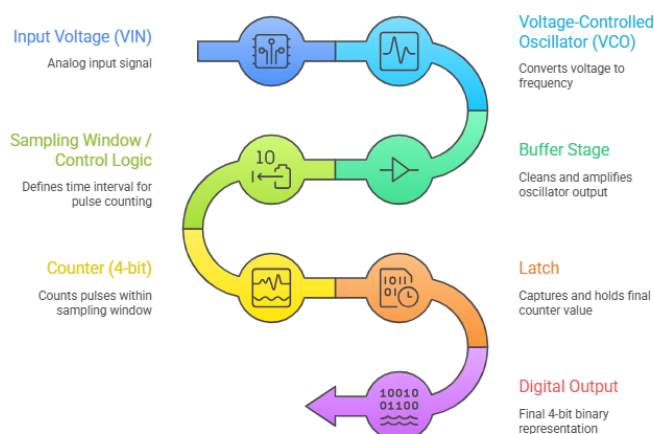 Input Voltage (VIN)
Analog input signal
Voltage-Controlled
Oscillator (VCO)
Converts voltage to
frequency
Sampling Window /
Control Logic
Defines time interval for
pulse counting
10
Buffer Stage
Cleans and amplifies
oscillator output
Counter (4-bit)
Counts pulses within
sampling window
1011
01
Latch
Captures and holds final
counter value
10010
01100
Digital Output
Final 4-bit binary
representation